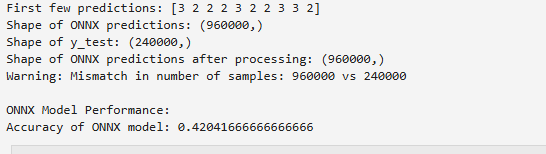 First few predictions: [3 2 2 2 3 2 2 3 3 2]
Shape of ONNX predictions: (960000,)
Shape of y_test: (240000,)
Shape of ONNX predictions after processing: (960000,)
Warning: Mismatch in number of samples: 960000 vs 240000
ONNX Model Performance:
Accuracy of ONNX model: 0.42041666666666666